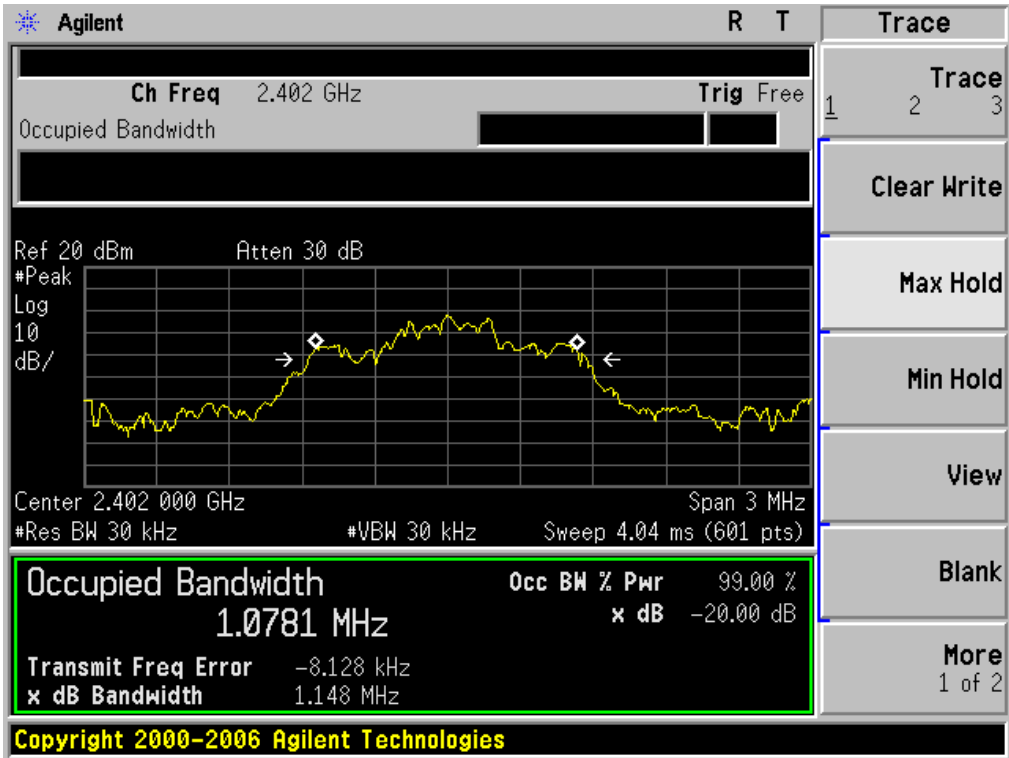 Agilent R T
Ch Freq 2.402 GHz Trig Free
Occupied Bandwidth
Ref 20 dBm Atten 30 dB
#Peak
Log
10
dB/
Center 2.402 000 GHz Span 3 MHz
#Res BW 30 kHz #VBW 30 kHz Sweep 4.04 ms (601 pts)
Occupied Bandwidth
1.0781 MHz
Occ BW % Pwr 99.00 %
x dB -20.00 dB
Transmit Freq Error -8.128 kHz
x dB Bandwidth 1.148 MHz
Copyright 2000-2006 Agilent Technologies
Trace
Trace
1 2 3
Clear Write
Max Hold
Min Hold
View
Blank
More
1 of 2